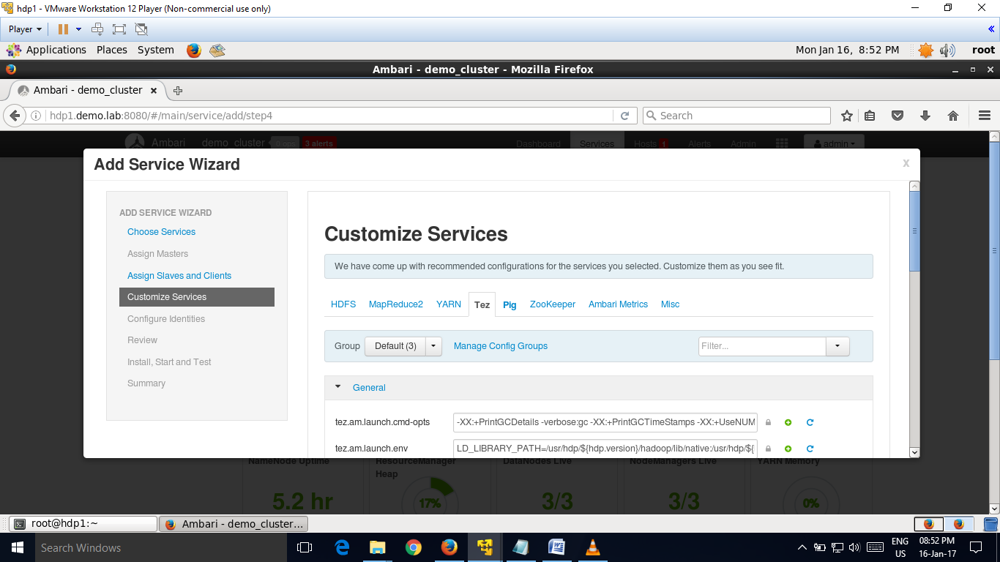 hdp1 - VMware Workstation 12 Player (Non-commercial use only)
Player
Applications Places System Mon Jan 16, 8:52 PM root
Ambari - demo_cluster - Mozilla Firefox
Ambari - demo_cluster
hdp1.demo.lab:8080/#/main/service/add/step4 Search
Ambari demo_cluster 0 ops 3 alerts Dashboard Services Hosts 1 Alerts Admin admin
Add Service Wizard x
ADD SERVICE WIZARD
Choose Services
Assign Masters
Assign Slaves and Clients
Customize Services
Configure Identities
Review
Install, Start and Test
Summary
Customize Services
We have come up with recommended configurations for the services you selected. Customize them as you see fit.
HDFS MapReduce2 YARN Tez Pig ZooKeeper Ambari Metrics Misc
Group Default (3) Manage Config Groups Filter...
General
tez.am.launch.cmd-opts -XX:+PrintGCDetails -verbose:gc -XX:+PrintGCTimeStamps -XX:+UseNUM
tez.am.launch.env LD_LIBRARY_PATH=/usr/hdp/${hdp.version}/hadoop/lib/native:/usr/hdp/${
NameNode Uptime ResourceManager Heap DataNodes Live NodeManagers Live YARN Memory
5.2 hr 17% 3/3 3/3 0%
root@hdp1:~ Ambari - demo_cluster...
Search Windows ENG 08:52 PM
US 16-Jan-17